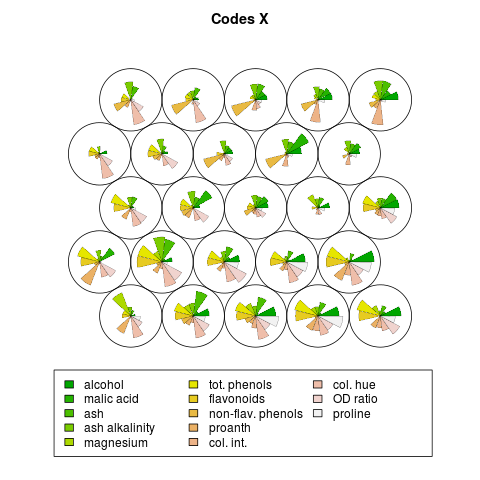 Codes X
alcohol
malic acid
ash
ash alkalinity
magnesium
tot. phenols
flavonoids
non-flav. phenols
proanth
col. int.
col. hue
OD ratio
proline